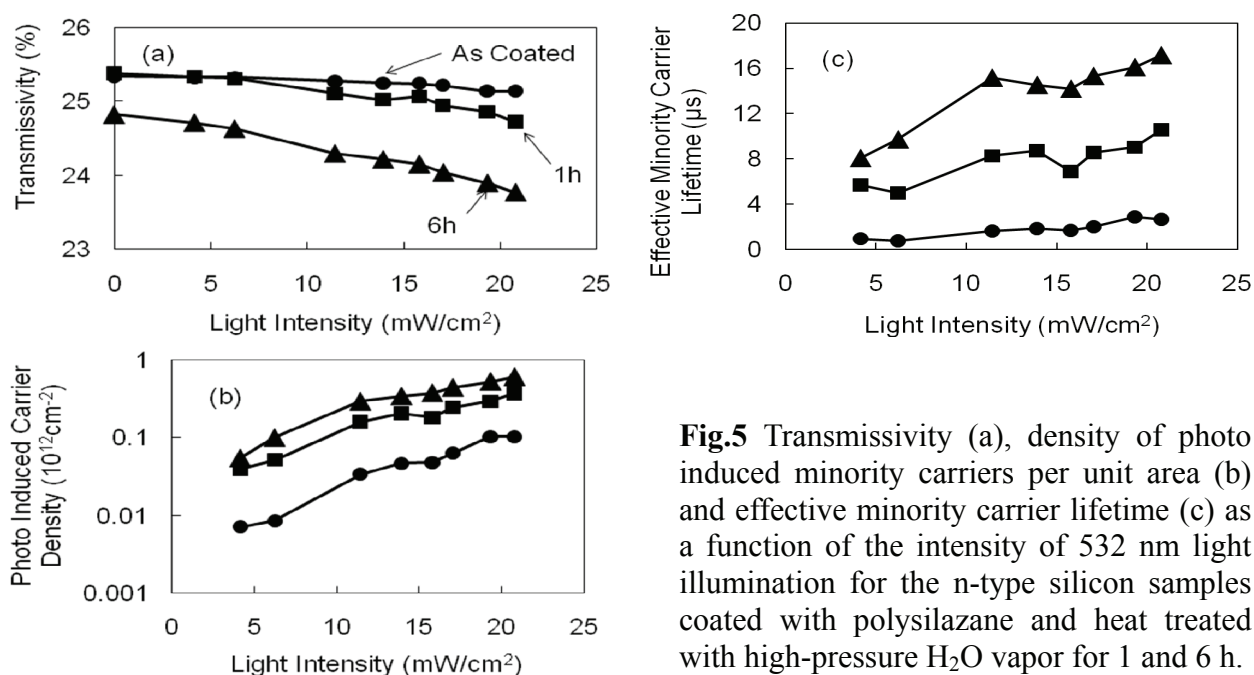 26
25
24
23
Transmissivity (%)
(a)
As Coated
1h
6h
0 5 10 15 20 25
Light Intensity (mW/cm²)
1
0.1
0.01
0.001
Photo Induced Carrier
Density (10¹²cm⁻²)
(b)
0 5 10 15 20 25
Light Intensity (mW/cm²)
20
16
12
8
4
0
Effective Minority Carrier
Lifetime (µs)
(c)
0 5 10 15 20 25
Light Intensity (mW/cm²)
Fig.5 Transmissivity (a), density of photo
induced minority carriers per unit area (b)
and effective minority carrier lifetime (c) as
a function of the intensity of 532 nm light
illumination for the n-type silicon samples
coated with polysilazane and heat treated
with high-pressure H₂O vapor for 1 and 6 h.